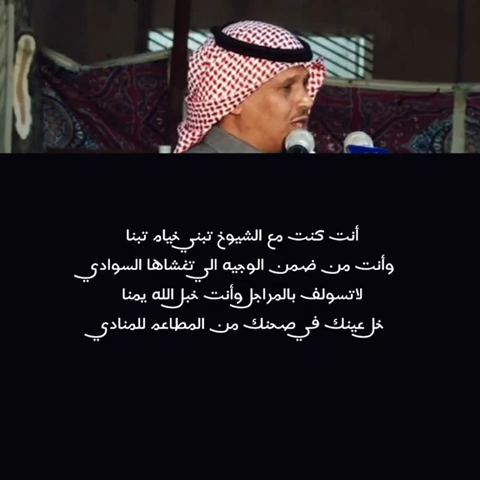 أنت كنت مع الشيوخ تبني خيام تبنا
وأنت من ضمن الوجيه الي تغشاها السوادي
لاتسولف بالمراجل وأنت خبل الله يمنا
خل عينك في صحنك من المطاعم للمنادي